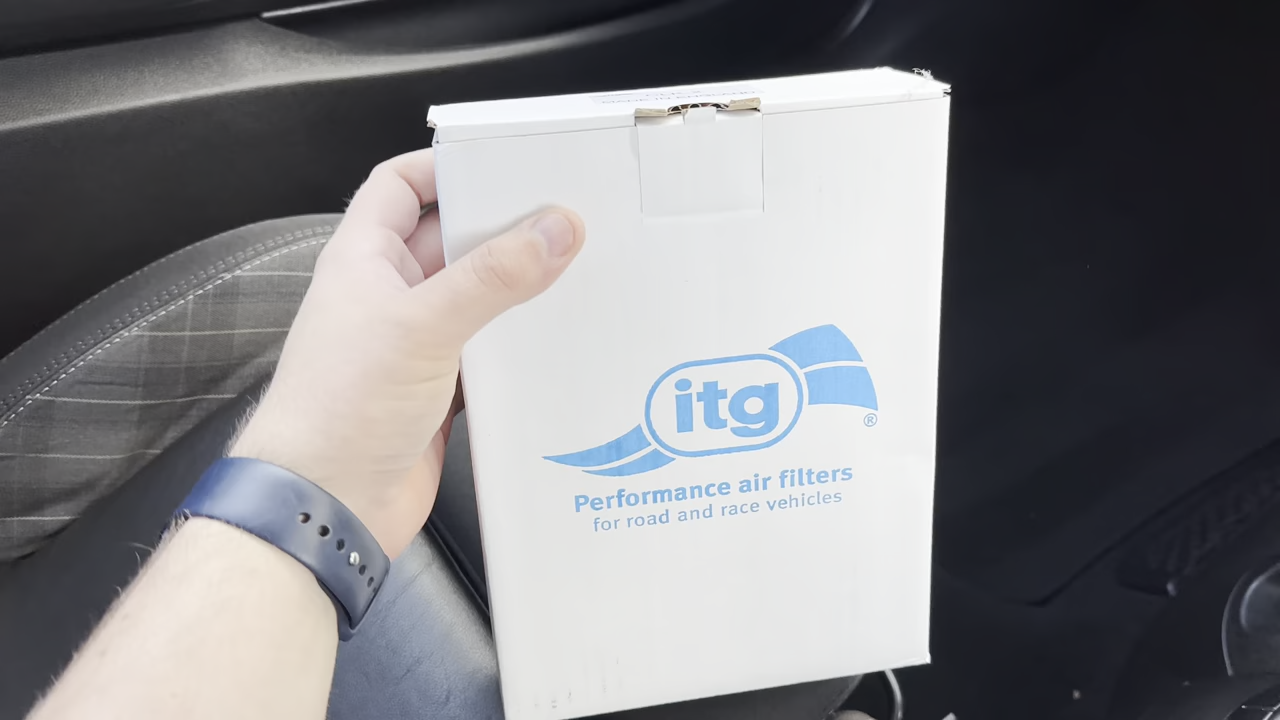 itg
®
Performance air filters
for road and race vehicles